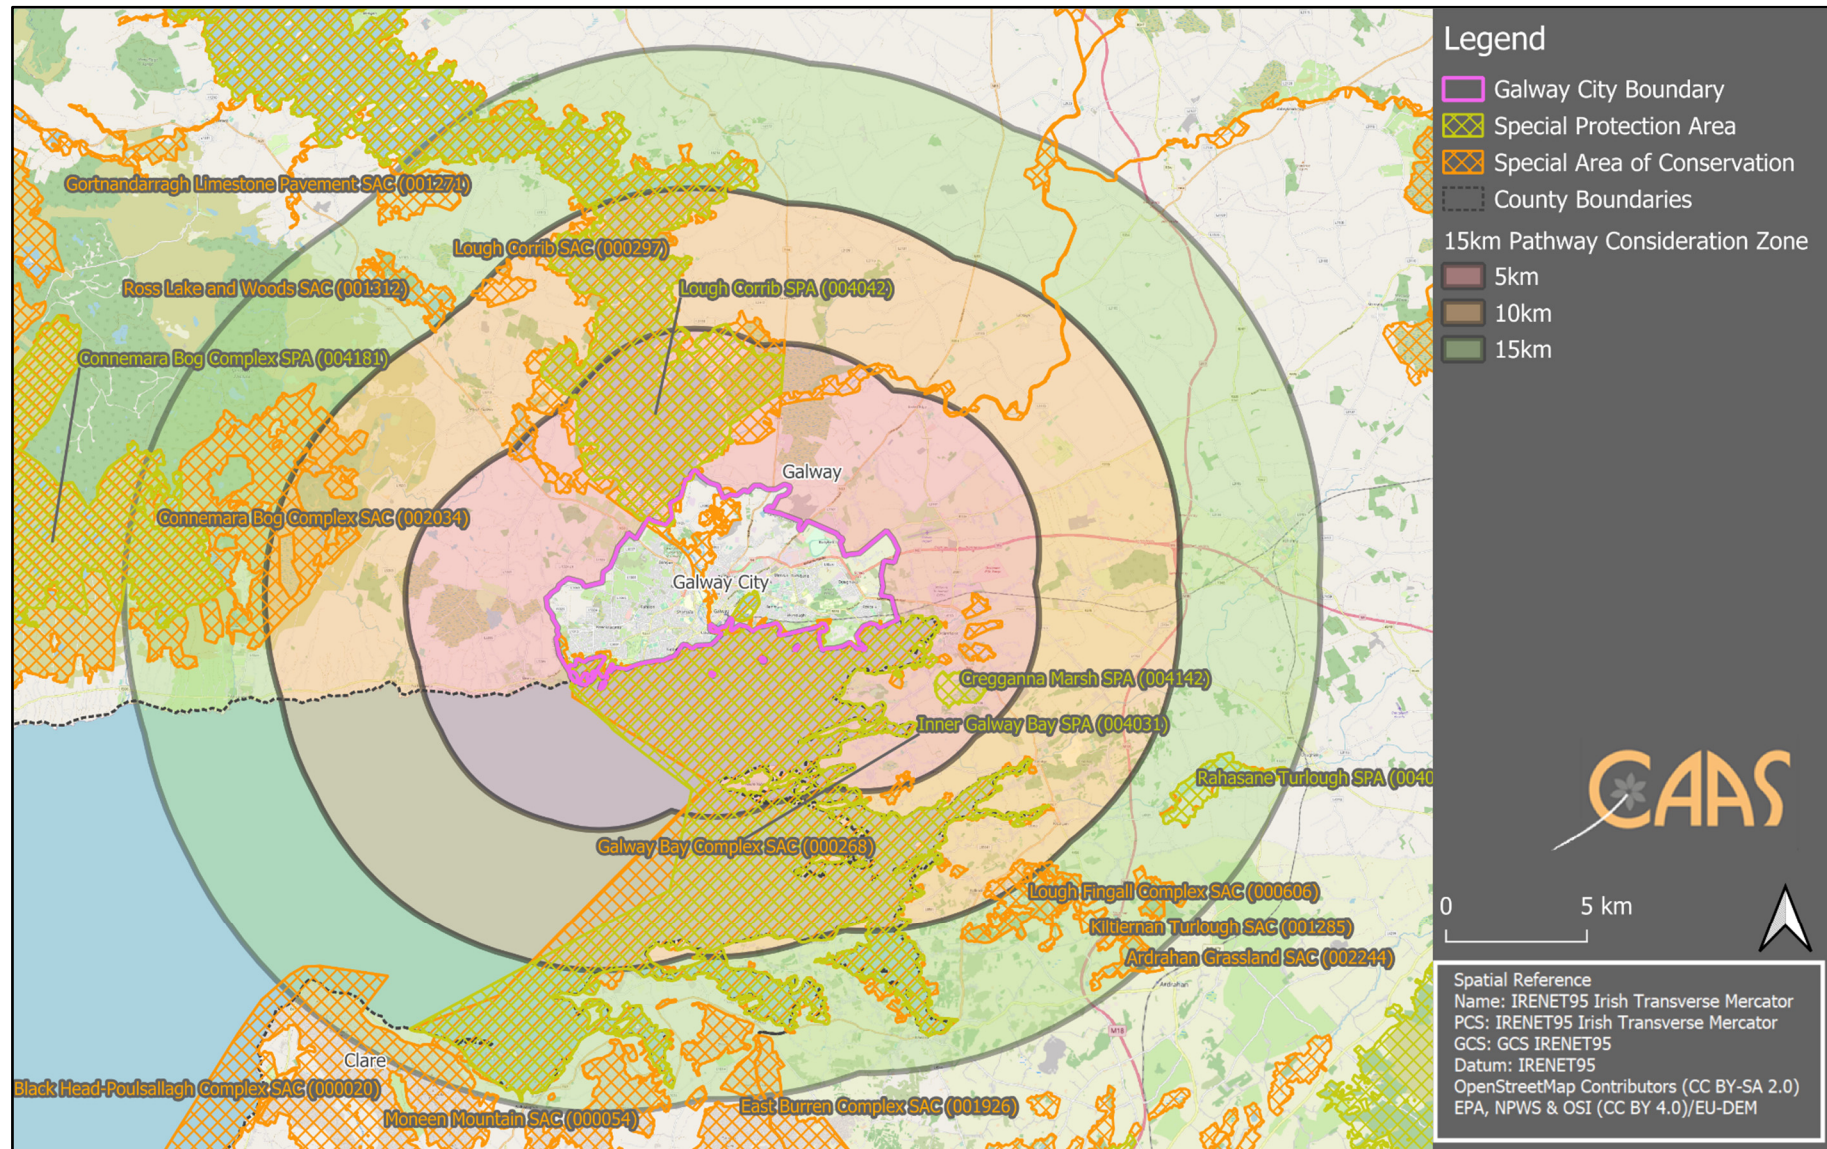 Gortnandarragh Limestone Pavement SAC (001271)
Lough Corrib SAC (000297)
Ross Lake and Woods SAC (001312)
Lough Corrib SPA (004042)
Connemara Bog Complex SPA (004181)
Galway
Connemara Bog Complex SAC (002034)
Galway City
Cregganna Marsh SPA (004142)
Inner Galway Bay SPA (004031)
Rahasane Turlough SPA (0040
Galway Bay Complex SAC (000268)
Lough Fingall Complex SAC (000606)
Kiltiernan Turlough SAC (001285)
Ardrahan Grassland SAC (002244)
Ardrahan
M18
Clare
Black Head-Poulsallagh Complex SAC (000020)
Moneen Mountain SAC (000054)
East Burren Complex SAC (001926)
Legend
Galway City Boundary
Special Protection Area
Special Area of Conservation
County Boundaries
15km Pathway Consideration Zone
5km
10km
15km
CAAS
0 5 km
Spatial Reference
Name: IRENET95 Irish Transverse Mercator
PCS: IRENET95 Irish Transverse Mercator
GCS: GCS IRENET95
Datum: IRENET95
OpenStreetMap Contributors (CC BY-SA 2.0)
EPA, NPWS & OSI (CC BY 4.0)/EU-DEM